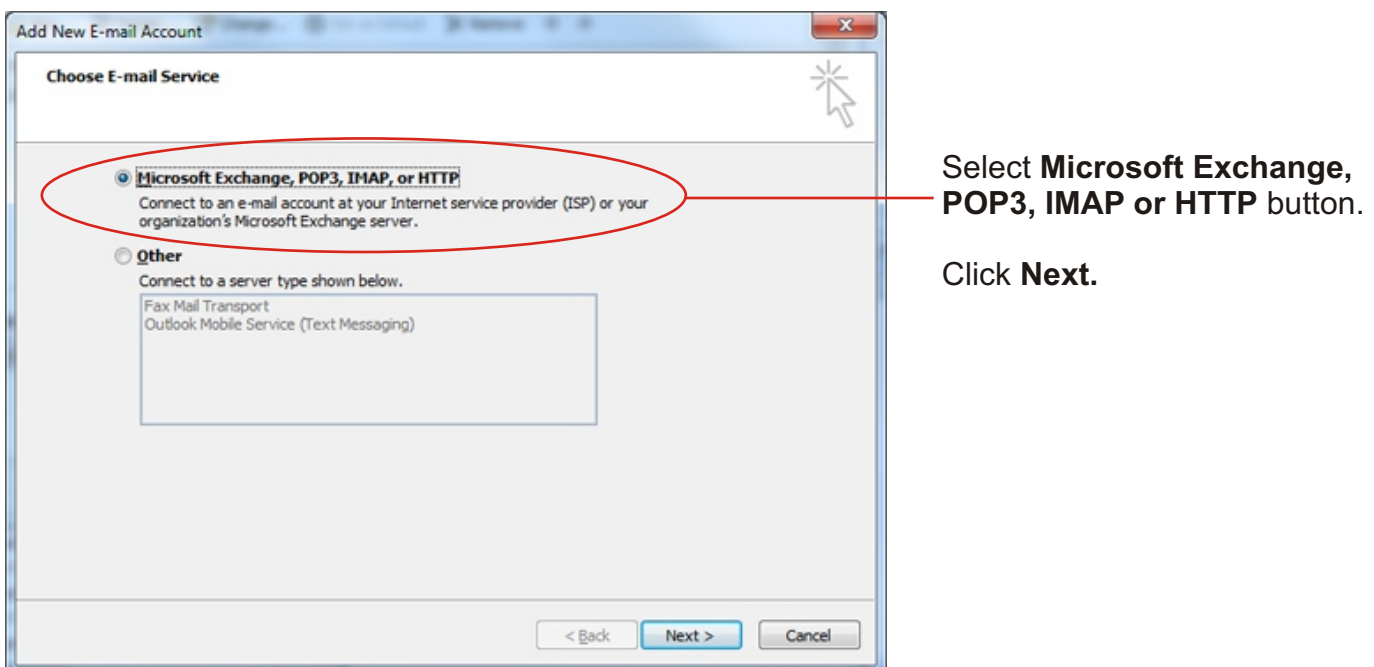 Add New E-mail Account
Choose E-mail Service
Microsoft Exchange, POP3, IMAP, or HTTP
Connect to an e-mail account at your Internet service provider (ISP) or your
organization's Microsoft Exchange server.
Other
Connect to a server type shown below.
Fax Mail Transport
Outlook Mobile Service (Text Messaging)
< Back
Next >
Cancel
Select Microsoft Exchange,
POP3, IMAP or HTTP button.
Click Next.